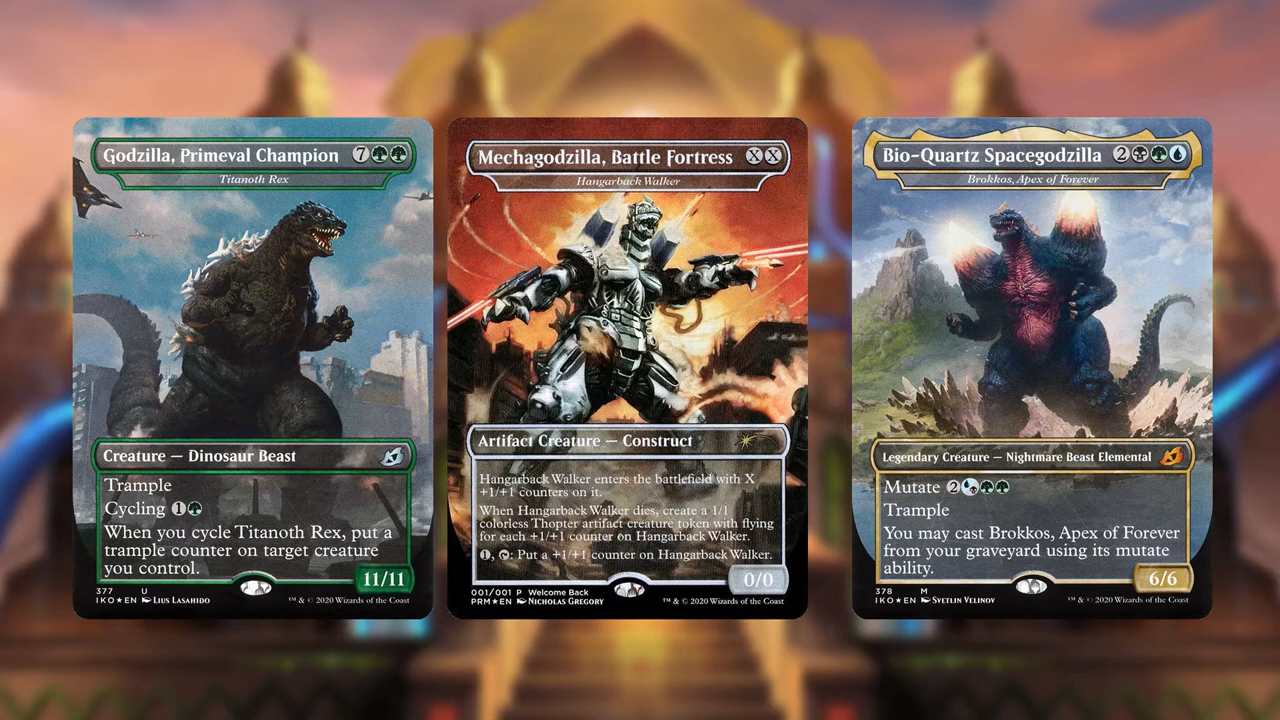 Godzilla, Primeval Champion 7
Titanoth Rex
Creature — Dinosaur Beast
Trample
Cycling 1
When you cycle Titanoth Rex, put a
trample counter on target creature
you control.
11/11
377 U
IKO★EN Lius Lasahido
™ & © 2020 Wizards of the Coast
Mechagodzilla, Battle Fortress X X
Hangarback Walker
Artifact Creature — Construct
Hangarback Walker enters the battlefield with X
+1/+1 counters on it.
When Hangarback Walker dies, create a 1/1
colorless Thopter artifact creature token with flying
for each +1/+1 counter on Hangarback Walker.
1, : Put a +1/+1 counter on Hangarback Walker.
0/0
001/001 P Welcome Back
PRM★EN Nicholas Gregory
™ & © 2020 Wizards of the Coast
Bio-Quartz Spacegodzilla 2
Brokkos, Apex of Forever
Legendary Creature — Nightmare Beast Elemental
Mutate 2
Trample
You may cast Brokkos, Apex of Forever
from your graveyard using its mutate
ability.
6/6
378 M
IKO★EN Svetlin Velinov
™ & © 2020 Wizards of the Coast